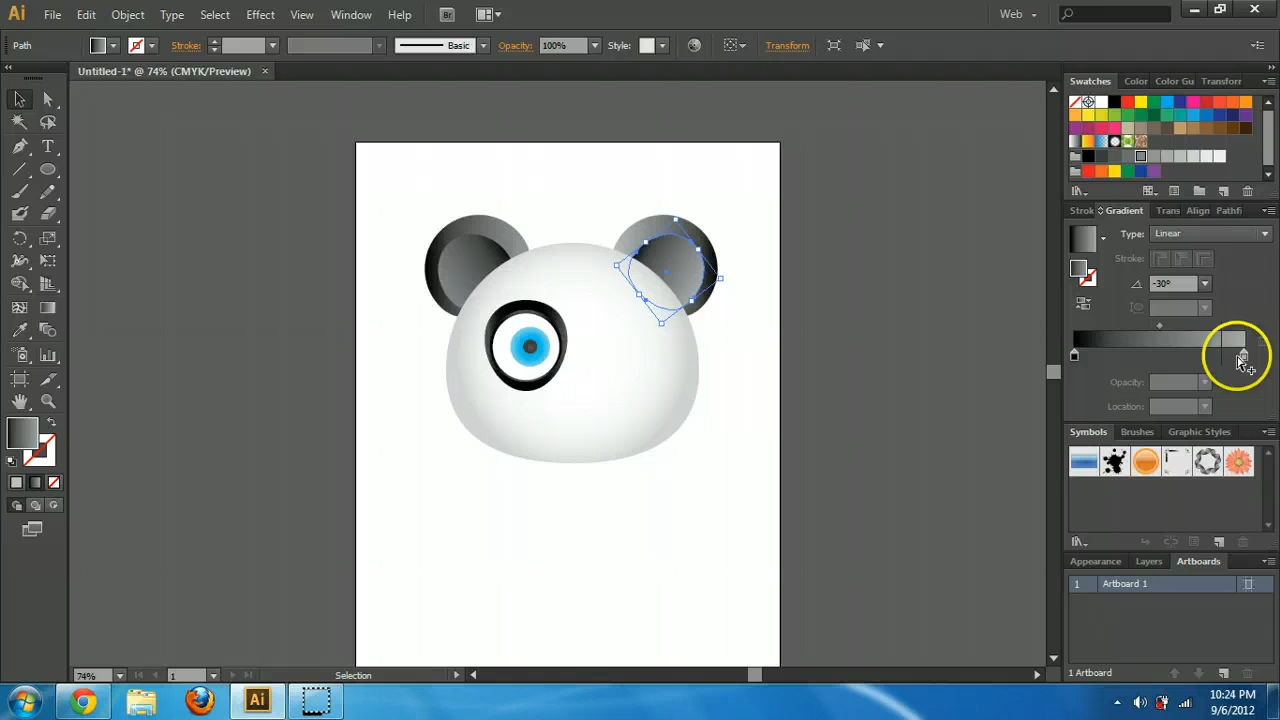 Ai File Edit Object Type Select Effect View Window Help Br Web
Path Stroke: Basic Opacity: 100% Style: Transform
Untitled-1* @ 74% (CMYK/Preview) ×
Swatches Color Color Gu Transforr
Strok Gradient Trans Align Pathfi
Type: Linear
Stroke:
-30°
Opacity:
Location:
Symbols Brushes Graphic Styles
Appearance Layers Artboards
1 Artboard 1
1 Artboard
74% 1 Selection
Ai
10:24 PM
9/6/2012